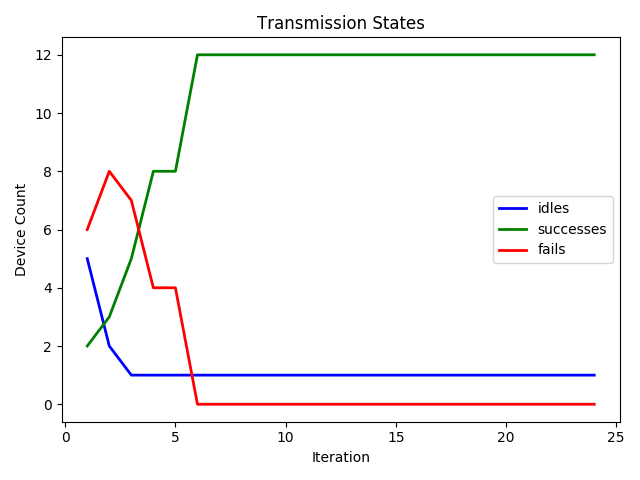 Transmission States
Device Count
12
10
8
6
4
2
0
idles
successes
fails
0 5 10 15 20 25
Iteration